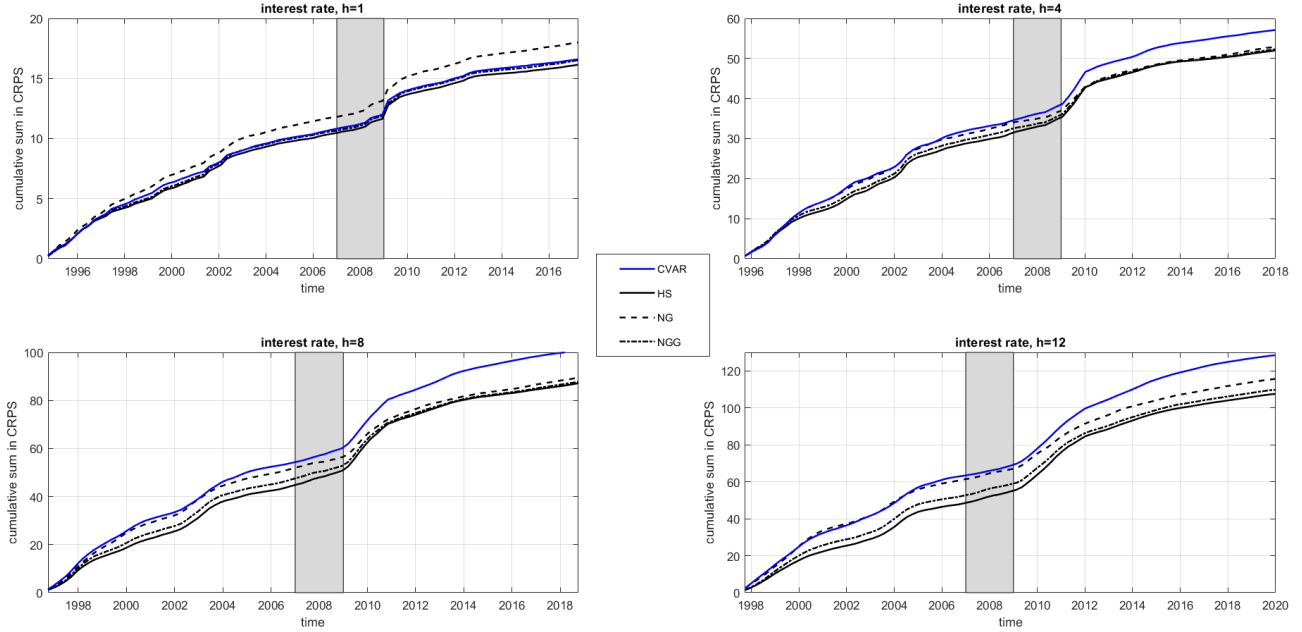 interest rate, h=1
20
15
10
5
0
cumulative sum in CRPS
1996 1998 2000 2002 2004 2006 2008 2010 2012 2014 2016
time
interest rate, h=4
60
50
40
30
20
10
0
cumulative sum in CRPS
1996 1998 2000 2002 2004 2006 2008 2010 2012 2014 2016 2018
time
CVAR
HS
NG
NGG
interest rate, h=8
100
80
60
40
20
0
cumulative sum in CRPS
1998 2000 2002 2004 2006 2008 2010 2012 2014 2016 2018
time
interest rate, h=12
120
100
80
60
40
20
0
cumulative sum in CRPS
1998 2000 2002 2004 2006 2008 2010 2012 2014 2016 2018 2020
time